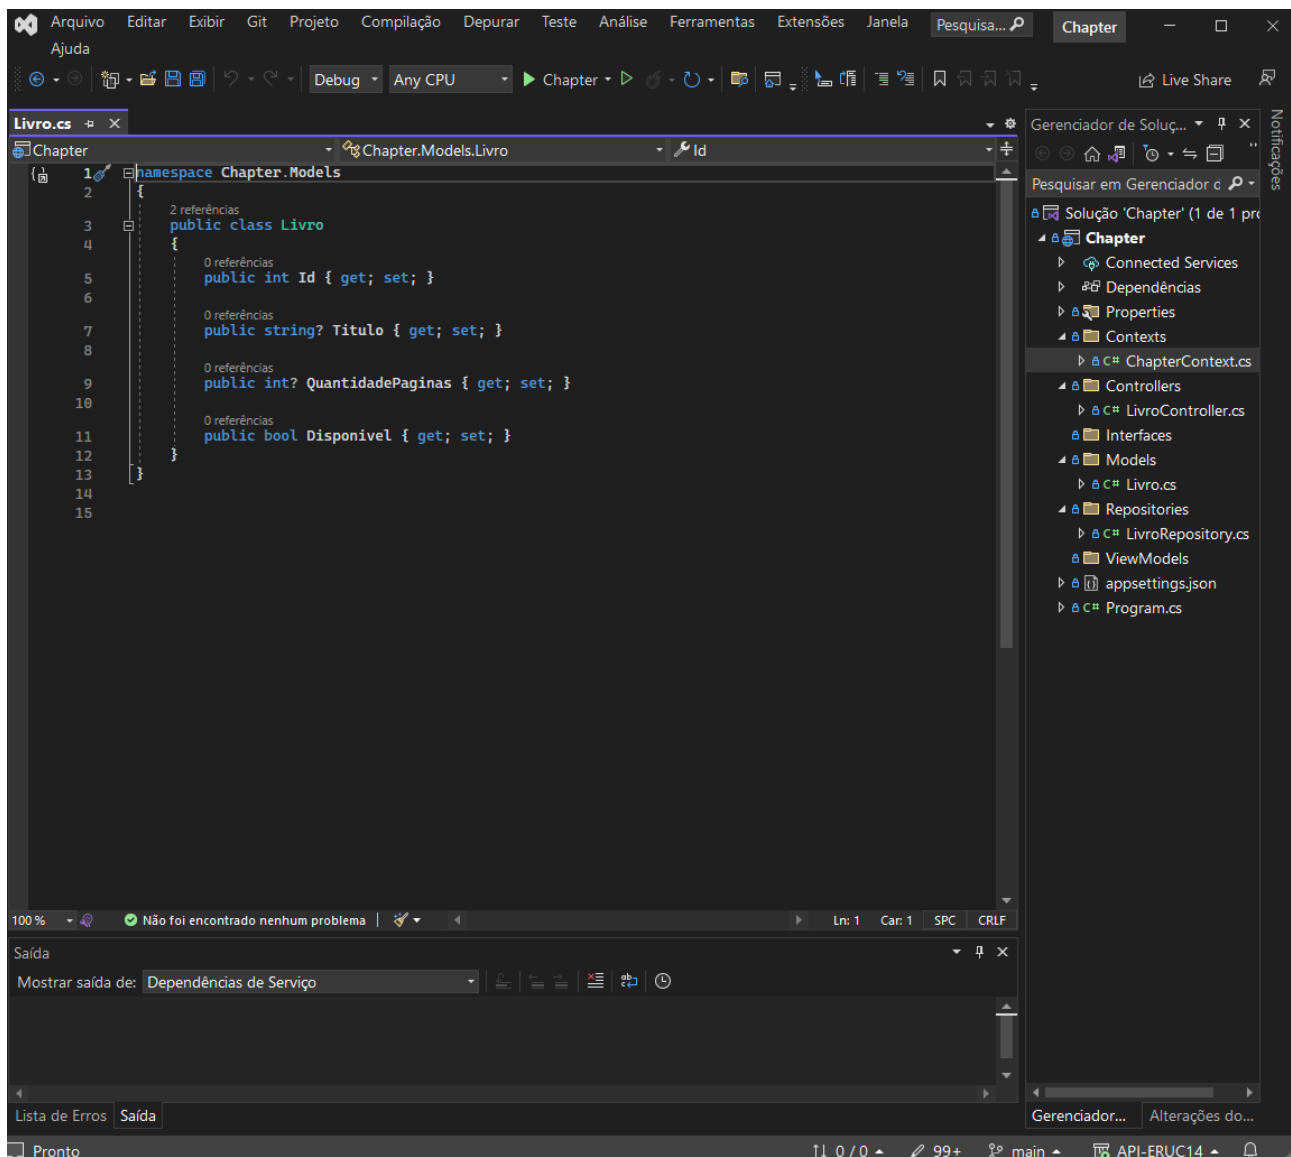 Arquivo Editar Exibir Git Projeto Compilação Depurar Teste Análise Ferramentas Extensões Janela Pesquisa... Chapter
Ajuda
Debug Any CPU Chapter Live Share
Livro.cs
Chapter Chapter.Models.Livro Id
1 namespace Chapter.Models
2 {
2 referências
3 public class Livro
4 {
0 referências
5 public int Id { get; set; }
6
0 referências
7 public string? Titulo { get; set; }
8
0 referências
9 public int? QuantidadePaginas { get; set; }
10
0 referências
11 public bool Disponivel { get; set; }
12 }
13 }
14
15
100 % Não foi encontrado nenhum problema Ln: 1 Car: 1 SPC CRLF
Saída
Mostrar saída de: Dependências de Serviço
Lista de Erros Saída
Gerenciador de Soluç...
Pesquisar em Gerenciador d
Solução 'Chapter' (1 de 1 pro
Chapter
Connected Services
Dependências
Properties
Contexts
C# ChapterContext.cs
Controllers
C# LivroController.cs
Interfaces
Models
C# Livro.cs
Repositories
C# LivroRepository.cs
ViewModels
appsettings.json
C# Program.cs
Gerenciador... Alterações do...
Notificações
Pronto 0 / 0 99+ main API-ERUC14